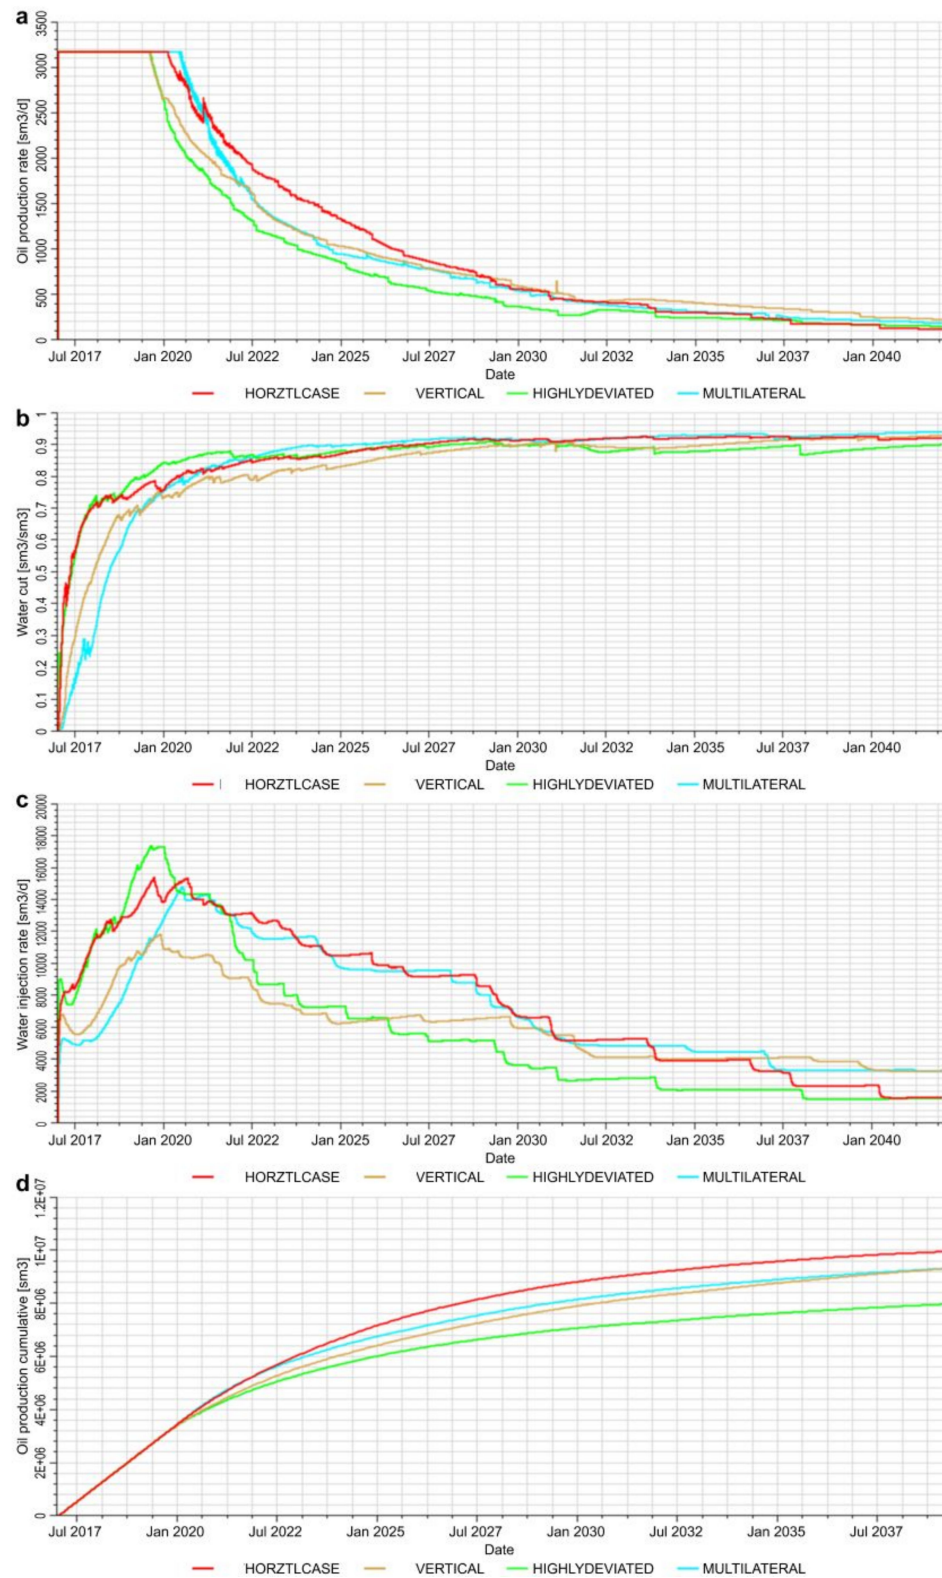 a
Oil production rate [sm3/d]
3500
3000
2500
2000
1500
1000
500
0
Jul 2017 Jan 2020 Jul 2022 Jan 2025 Jul 2027 Jan 2030 Jul 2032 Jan 2035 Jul 2037 Jan 2040
Date
HORZTLCASE VERTICAL HIGHLYDEVIATED MULTILATERAL
b
Water cut [sm3/sm3]
1
0.9
0.8
0.7
0.6
0.5
0.4
0.3
0.2
0.1
0
Jul 2017 Jan 2020 Jul 2022 Jan 2025 Jul 2027 Jan 2030 Jul 2032 Jan 2035 Jul 2037 Jan 2040
Date
HORZTLCASE VERTICAL HIGHLYDEVIATED MULTILATERAL
c
Water injection rate [sm3/d]
20000
18000
16000
14000
12000
10000
8000
6000
4000
2000
0
Jul 2017 Jan 2020 Jul 2022 Jan 2025 Jul 2027 Jan 2030 Jul 2032 Jan 2035 Jul 2037 Jan 2040
Date
HORZTLCASE VERTICAL HIGHLYDEVIATED MULTILATERAL
d
Oil production cumulative [sm3]
1.2E+07
1E+07
8E+06
6E+06
4E+06
2E+06
0
Jul 2017 Jan 2020 Jul 2022 Jan 2025 Jul 2027 Jan 2030 Jul 2032 Jan 2035 Jul 2037
Date
HORZTLCASE VERTICAL HIGHLYDEVIATED MULTILATERAL